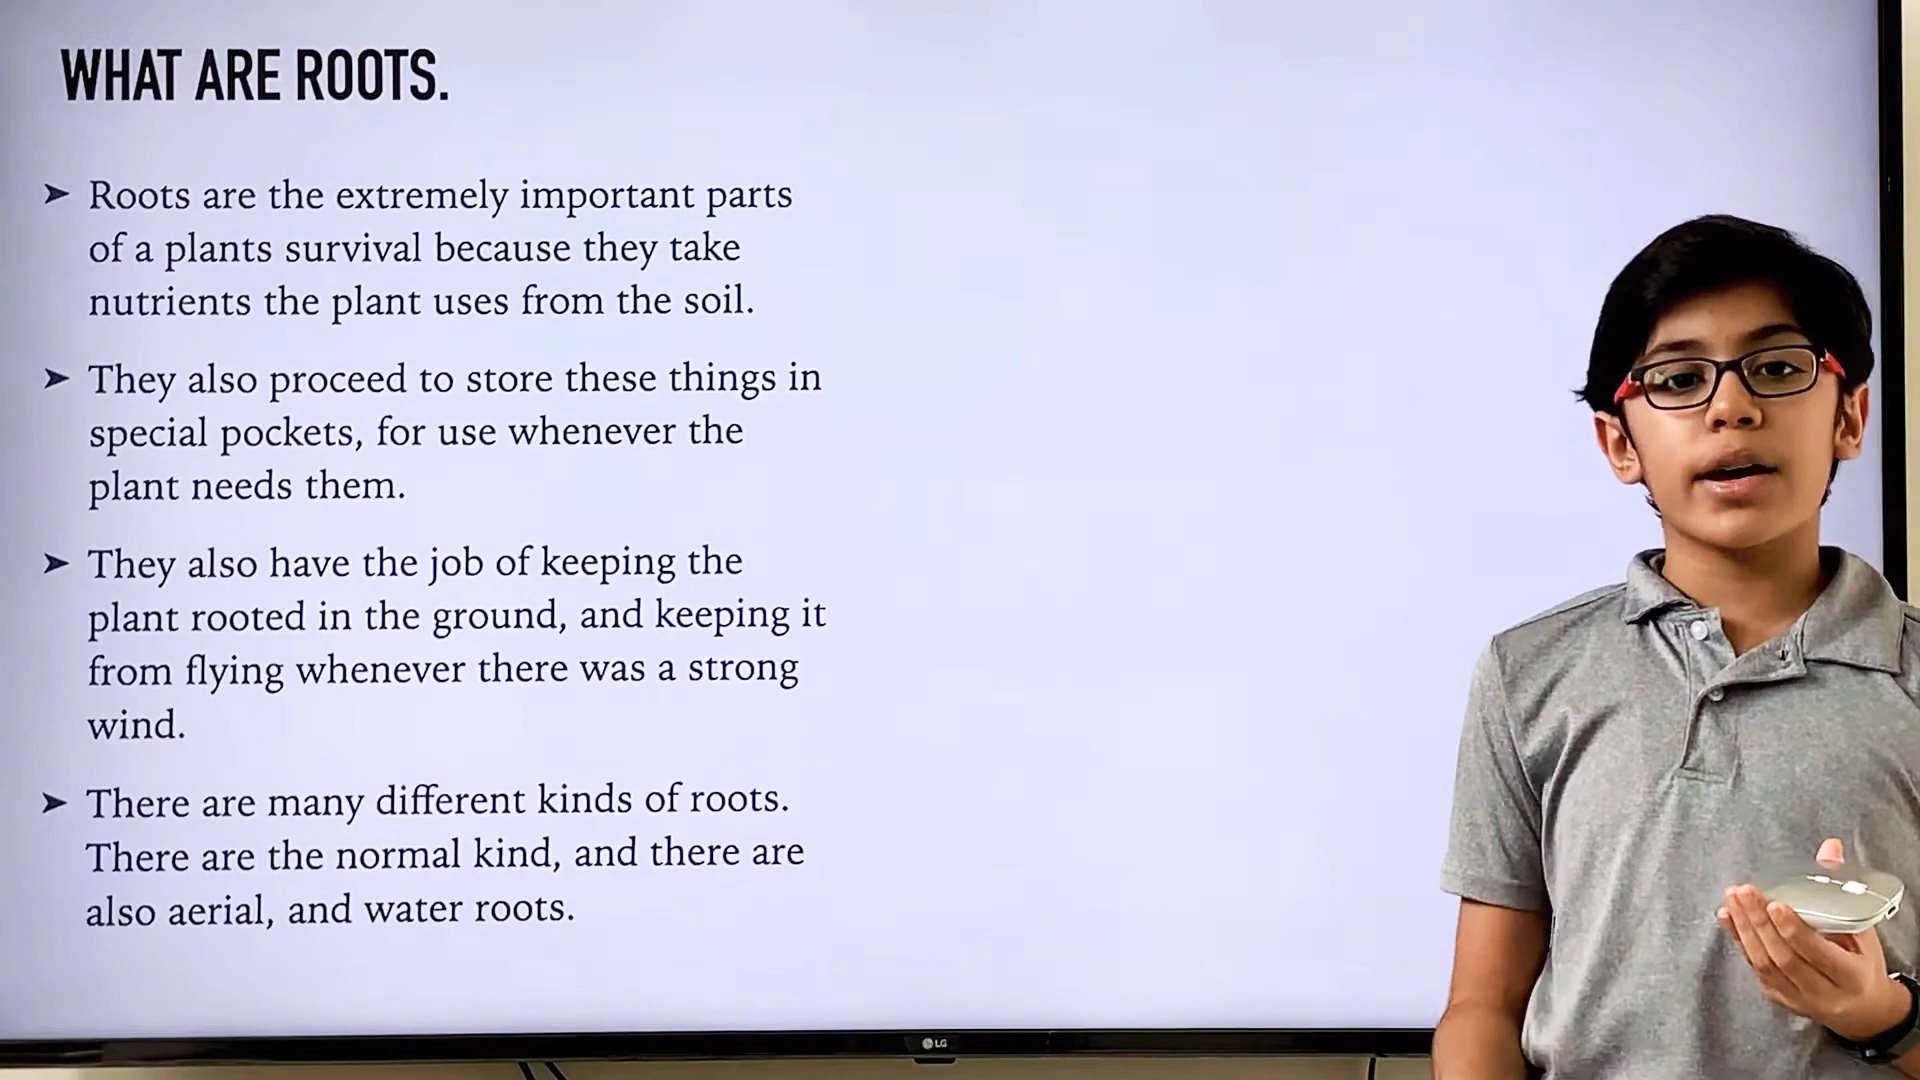 WHAT ARE ROOTS.
➤ Roots are the extremely important parts
of a plants survival because they take
nutrients the plant uses from the soil.
➤ They also proceed to store these things in
special pockets, for use whenever the
plant needs them.
➤ They also have the job of keeping the
plant rooted in the ground, and keeping it
from flying whenever there was a strong
wind.
➤ There are many different kinds of roots.
There are the normal kind, and there are
also aerial, and water roots.
LG